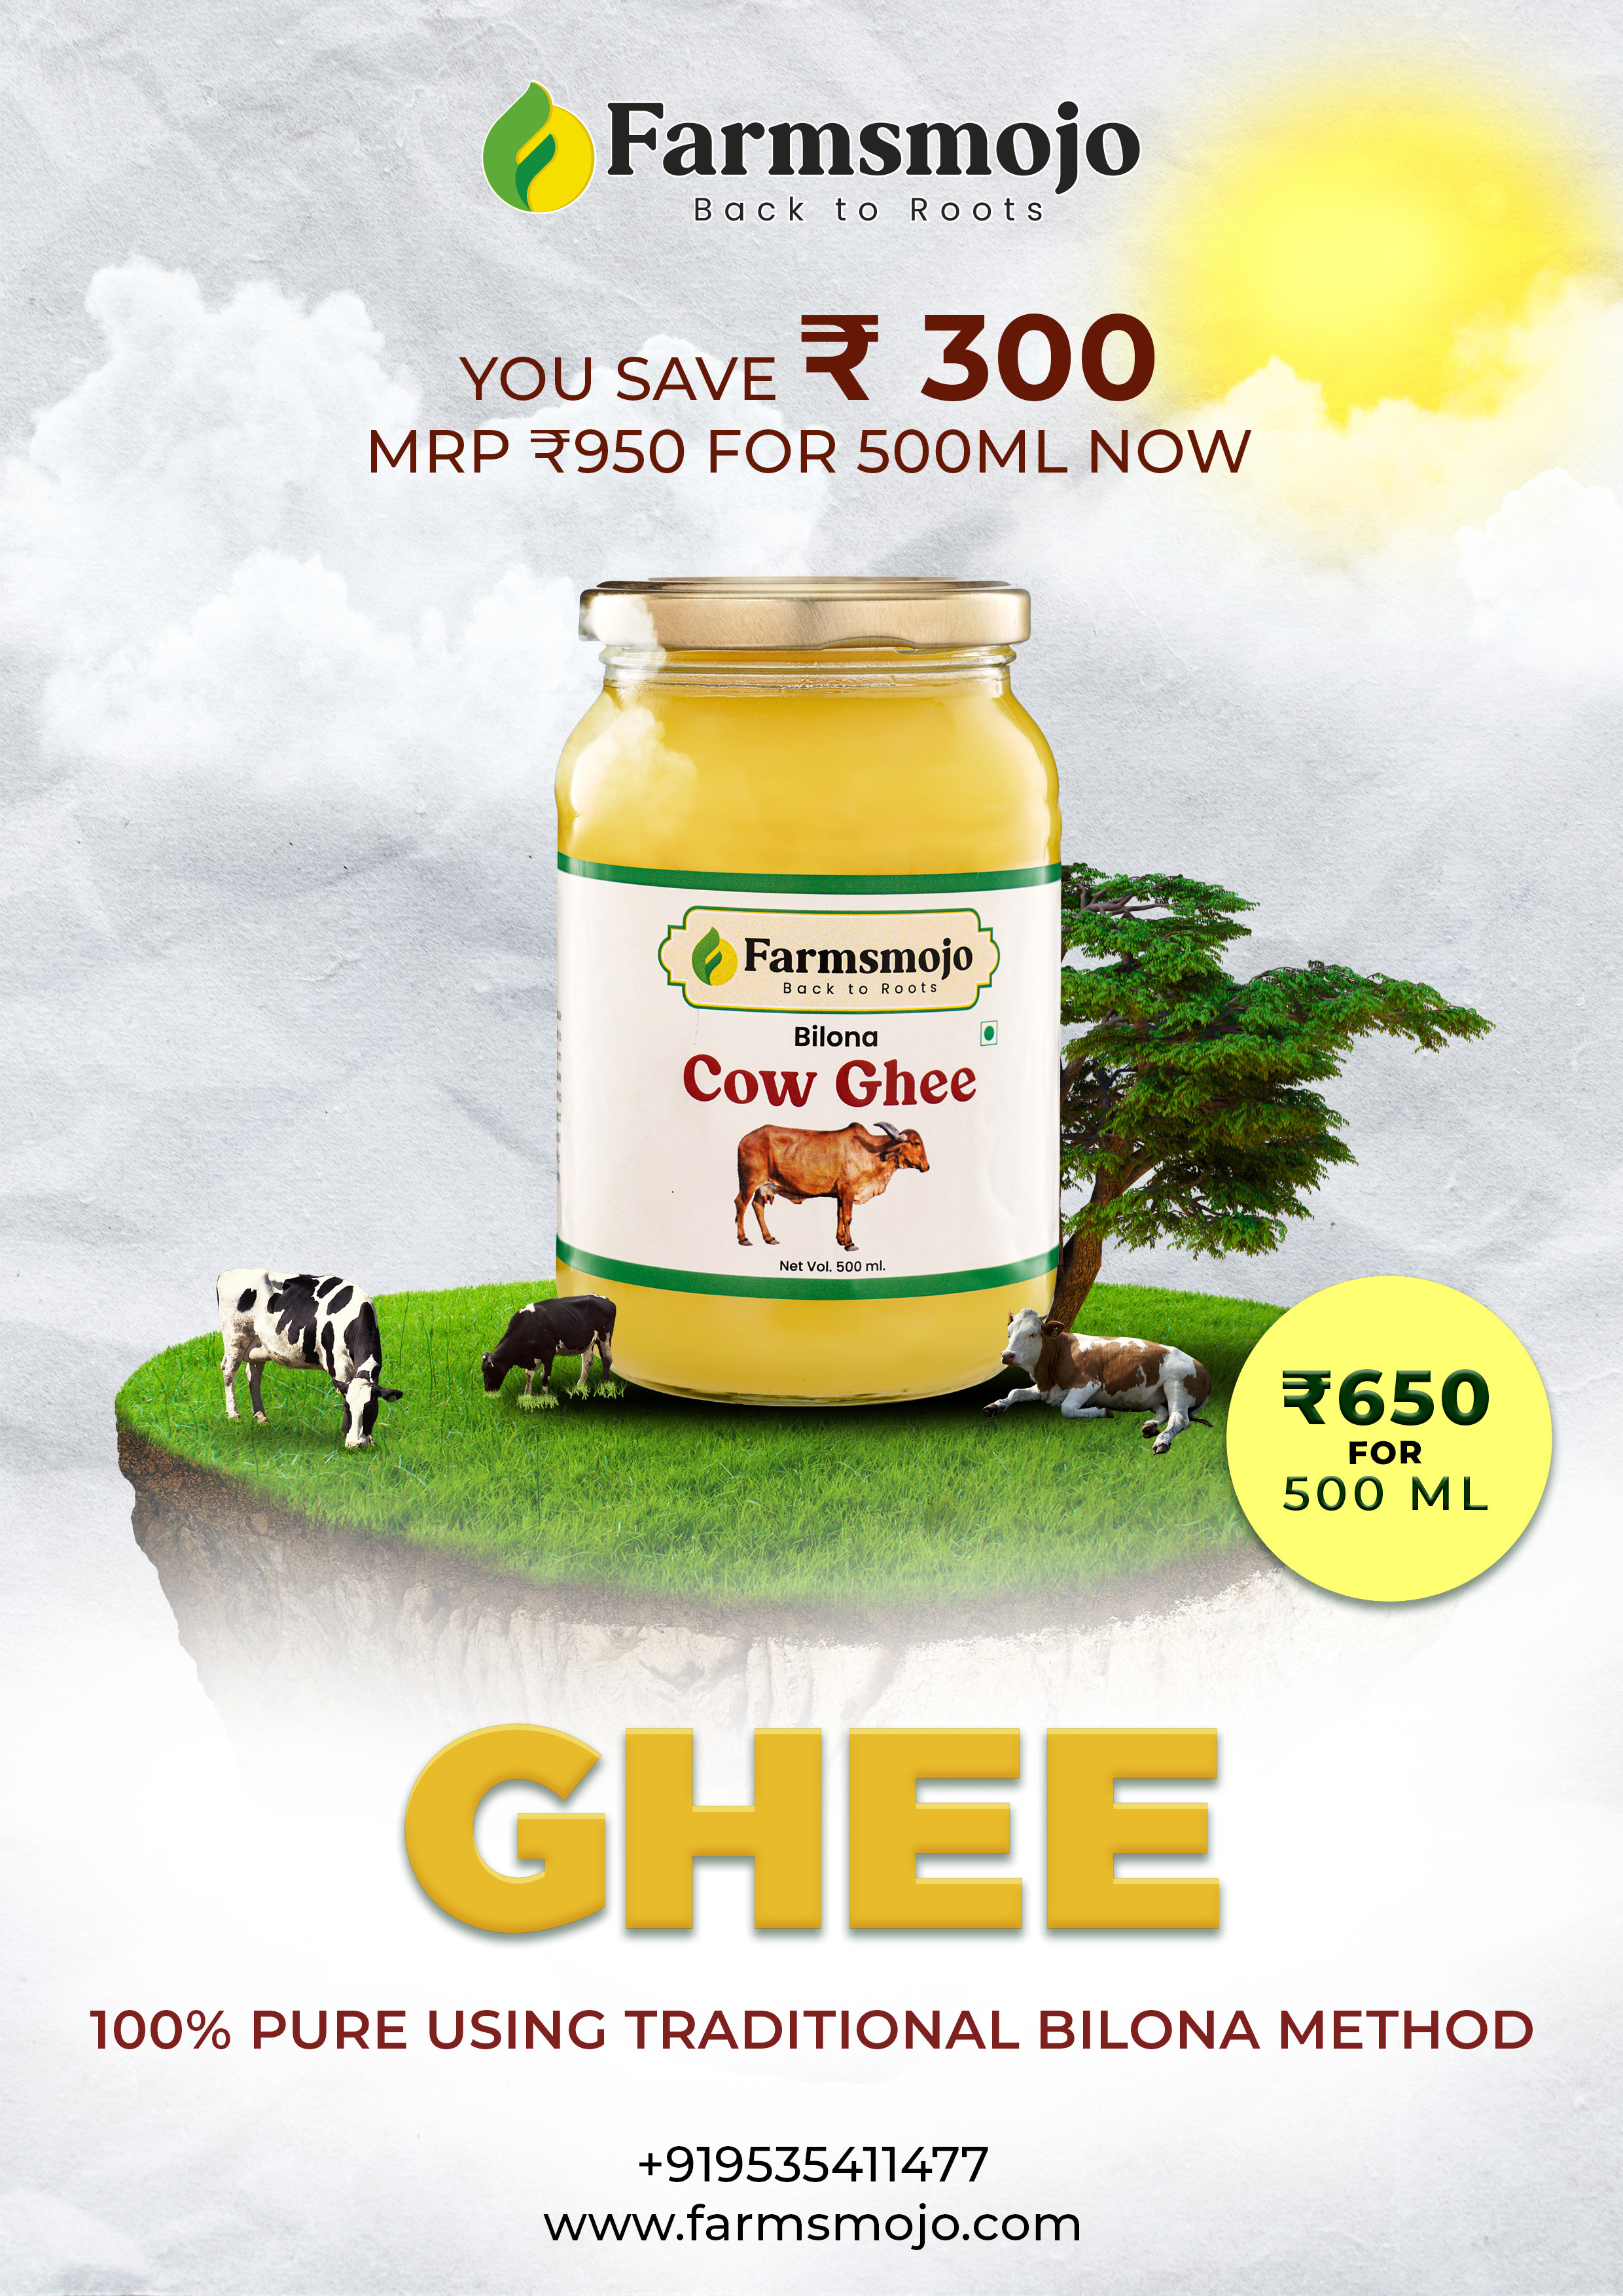 Farmsmojo
Back to Roots
YOU SAVE ₹ 300
MRP ₹950 FOR 500ML NOW
Farmsmojo
Back to Roots
Bilona
Cow Ghee
Net Vol. 500 ml.
₹650
FOR
500 ML
GHEE
100% PURE USING TRADITIONAL BILONA METHOD
+919535411477
www.farmsmojo.com